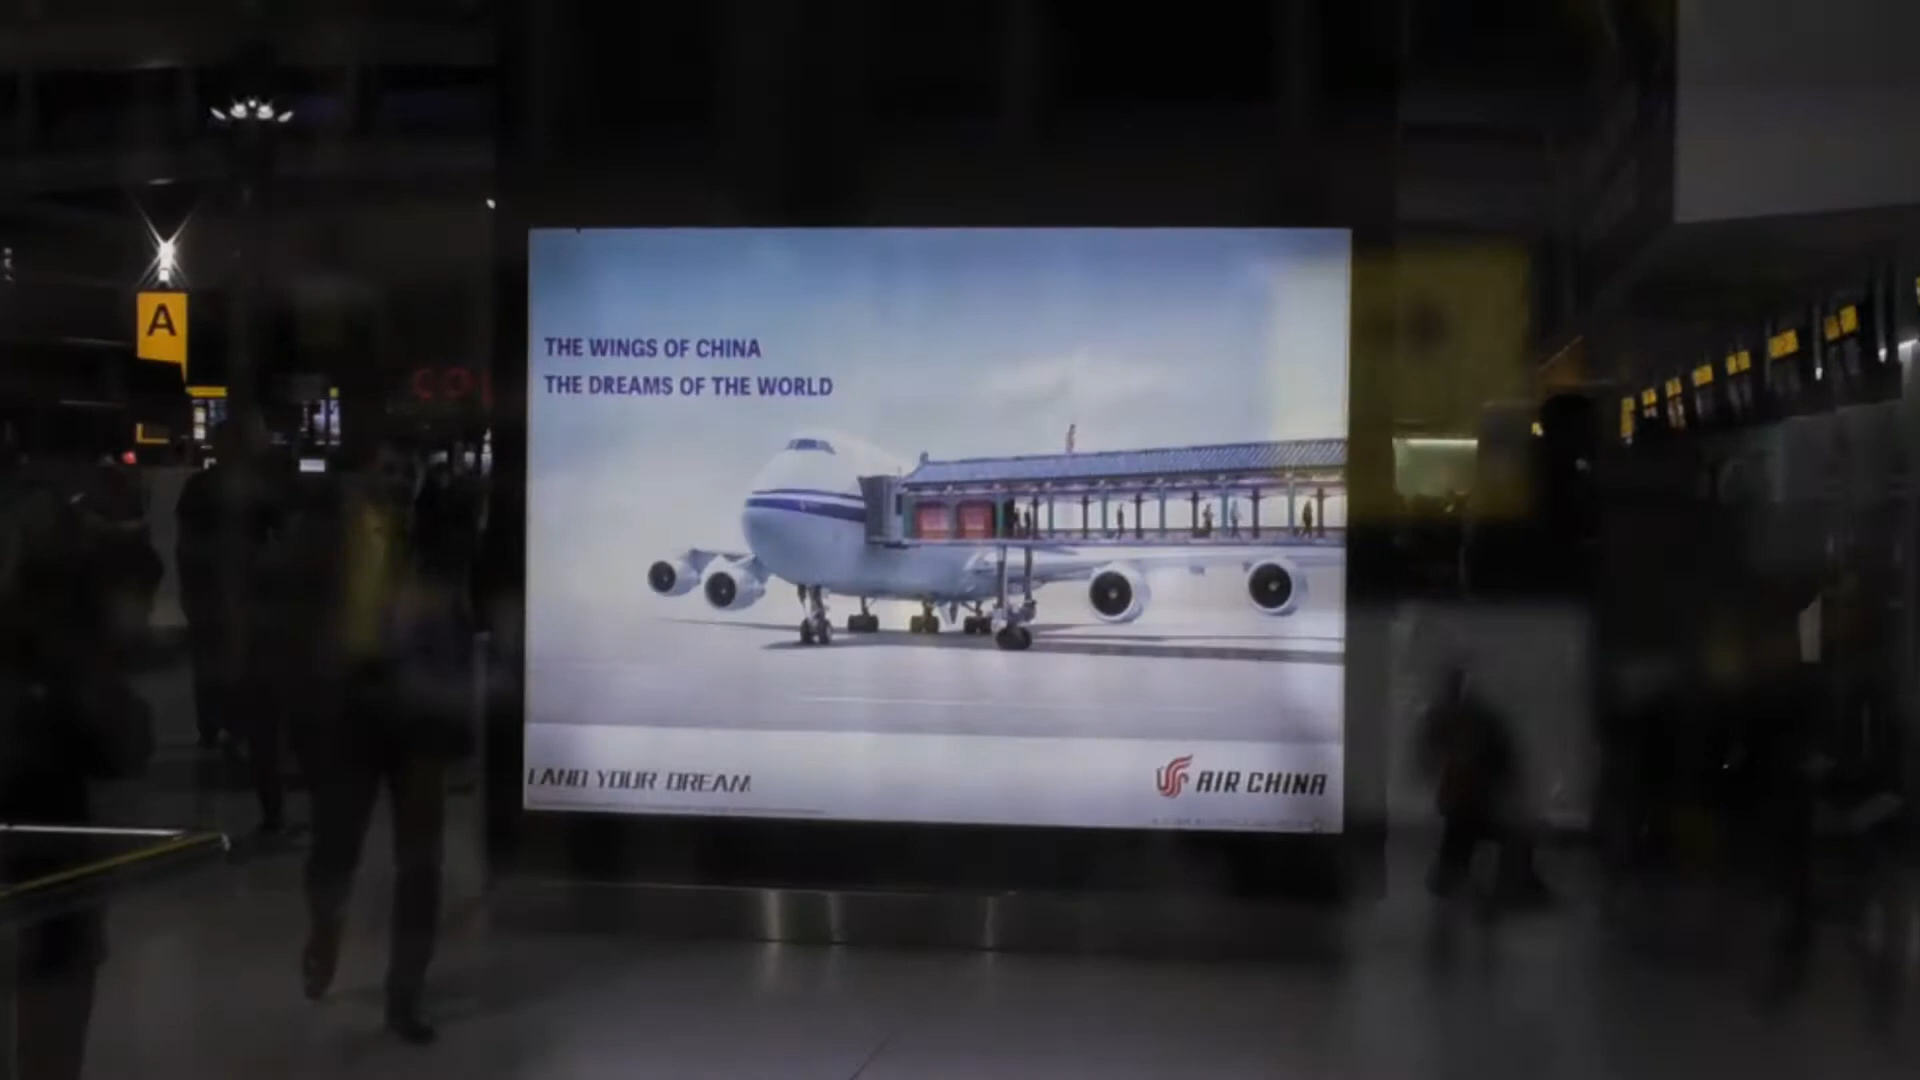 A
THE WINGS OF CHINA
THE DREAMS OF THE WORLD
LAND YOUR DREAM
AIR CHINA